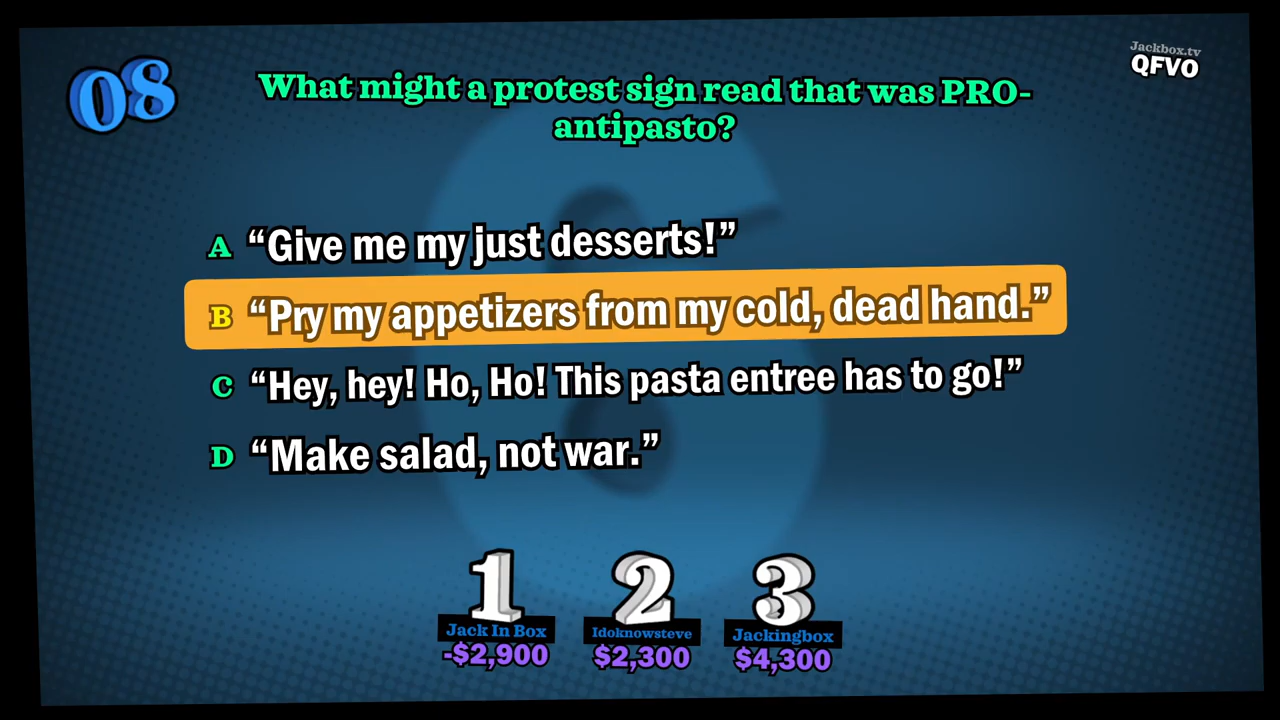 Jackbox.tv
QFVO
08
What might a protest sign read that was PRO-
antipasto?
A “Give me my just desserts!”
B “Pry my appetizers from my cold, dead hand.”
C “Hey, hey! Ho, Ho! This pasta entree has to go!”
D “Make salad, not war.”
6
1 2 3
Jack In Box Idoknowsteve Jackingbox
-$2,900 $2,300 $4,300